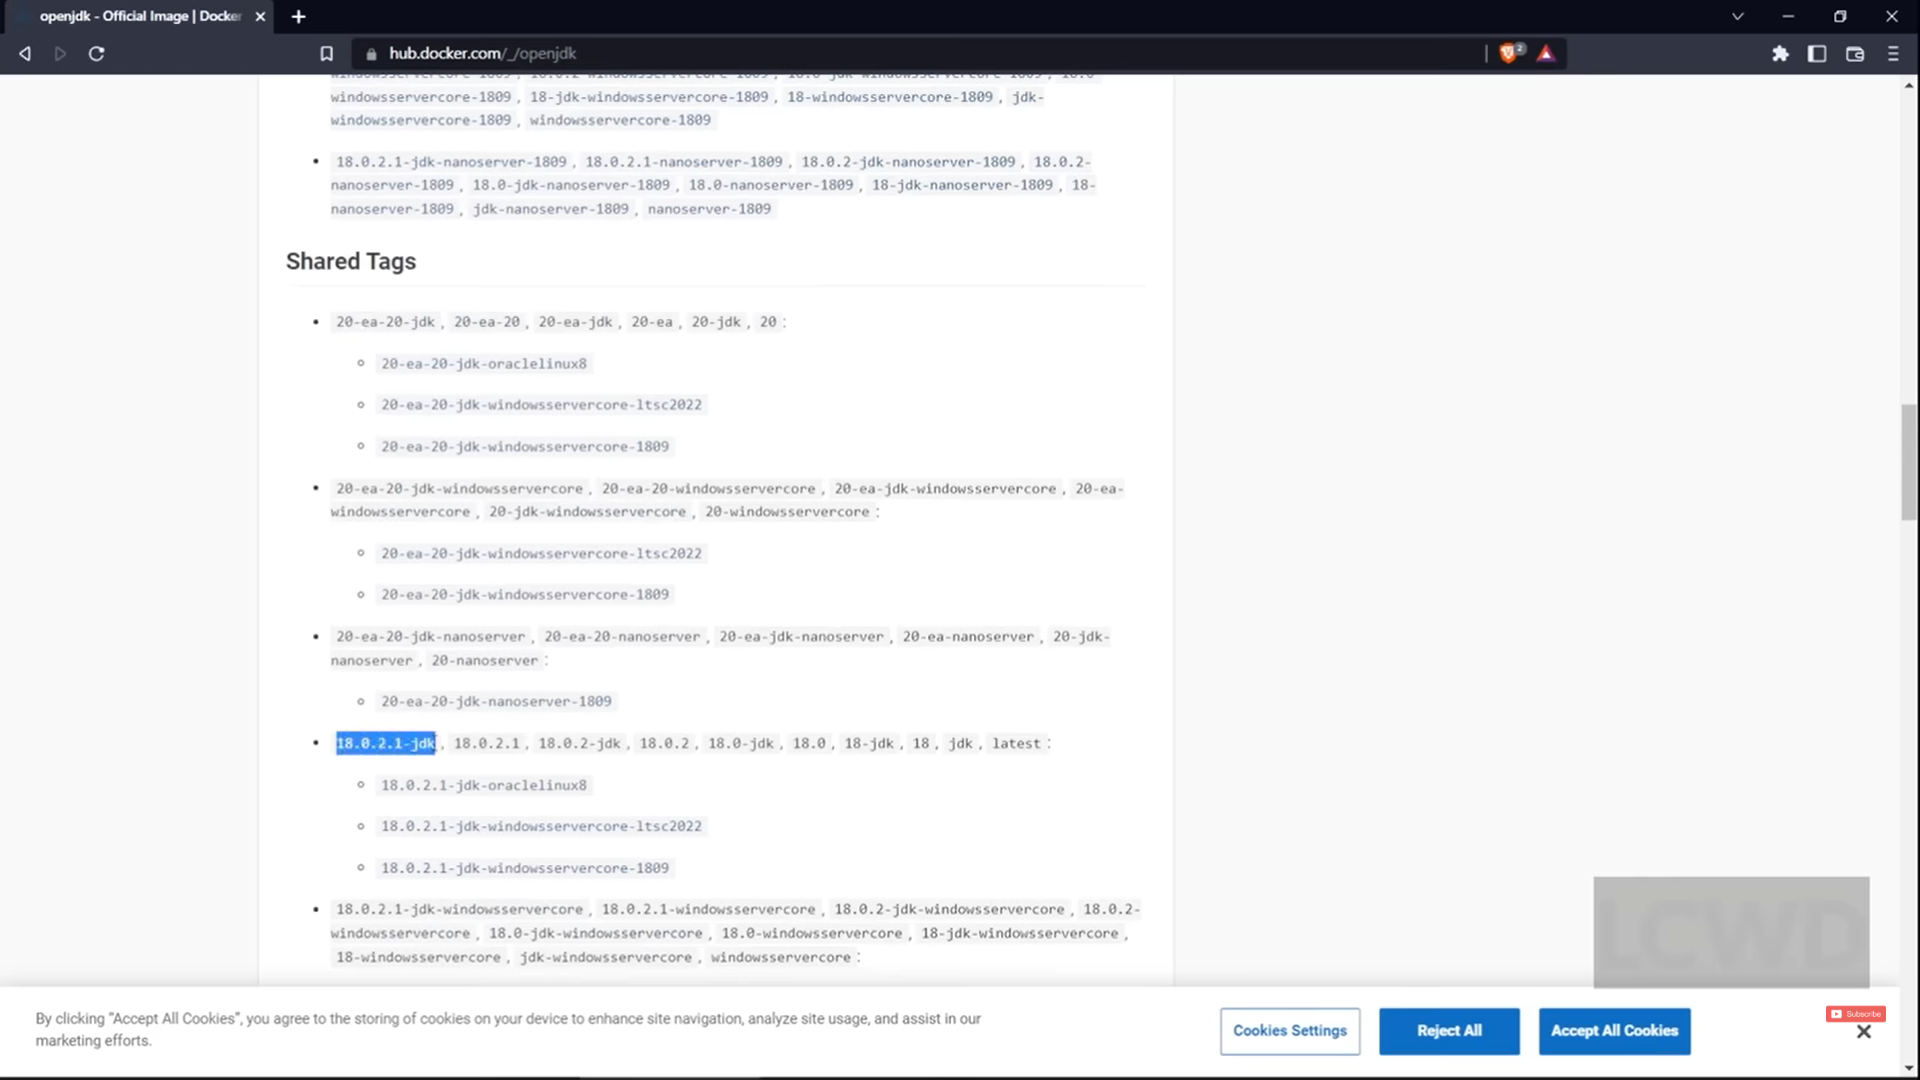 openjdk - Official Image | Docker
hub.docker.com/_/openjdk
2
windowsservercore-1809 , 18-jdk-windowsservercore-1809 , 18-windowsservercore-1809 , jdk-
windowsservercore-1809 , windowsservercore-1809
18.0.2.1-jdk-nanoserver-1809 , 18.0.2.1-nanoserver-1809 , 18.0.2-jdk-nanoserver-1809 , 18.0.2-
nanoserver-1809 , 18.0-jdk-nanoserver-1809 , 18.0-nanoserver-1809 , 18-jdk-nanoserver-1809 , 18-
nanoserver-1809 , jdk-nanoserver-1809 , nanoserver-1809
Shared Tags
20-ea-20-jdk , 20-ea-20 , 20-ea-jdk , 20-ea , 20-jdk , 20 :
20-ea-20-jdk-oraclelinux8
20-ea-20-jdk-windowsservercore-ltsc2022
20-ea-20-jdk-windowsservercore-1809
20-ea-20-jdk-windowsservercore , 20-ea-20-windowsservercore , 20-ea-jdk-windowsservercore , 20-ea-
windowsservercore , 20-jdk-windowsservercore , 20-windowsservercore :
20-ea-20-jdk-windowsservercore-ltsc2022
20-ea-20-jdk-windowsservercore-1809
20-ea-20-jdk-nanoserver , 20-ea-20-nanoserver , 20-ea-jdk-nanoserver , 20-ea-nanoserver , 20-jdk-
nanoserver , 20-nanoserver :
20-ea-20-jdk-nanoserver-1809
18.0.2.1-jdk , 18.0.2.1 , 18.0.2-jdk , 18.0.2 , 18.0-jdk , 18.0 , 18-jdk , 18 , jdk , latest :
18.0.2.1-jdk-oraclelinux8
18.0.2.1-jdk-windowsservercore-ltsc2022
18.0.2.1-jdk-windowsservercore-1809
18.0.2.1-jdk-windowsservercore , 18.0.2.1-windowsservercore , 18.0.2-jdk-windowsservercore , 18.0.2-
windowsservercore , 18.0-jdk-windowsservercore , 18.0-windowsservercore , 18-jdk-windowsservercore ,
18-windowsservercore , jdk-windowsservercore , windowsservercore :
LCWD
By clicking “Accept All Cookies”, you agree to the storing of cookies on your device to enhance site navigation, analyze site usage, and assist in our
marketing efforts.
Cookies Settings
Reject All
Accept All Cookies
Subscribe